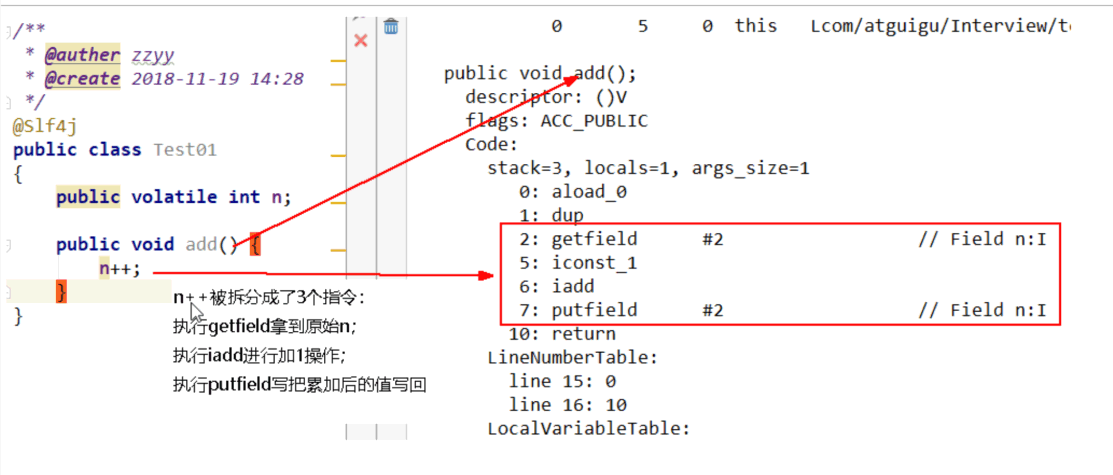 /**
* @auther zzyy
* @create 2018-11-19 14:28
*/
@Slf4j
public class Test01
{
public volatile int n;
public void add() {
n++;
}
}
n++被拆分成了3个指令：
执行getfield拿到原始n；
执行iadd进行加1操作；
执行putfield写把累加后的值写回
0 5 0 this Lcom/atguigu/Interview/t
public void add();
descriptor: ()V
flags: ACC_PUBLIC
Code:
stack=3, locals=1, args_size=1
0: aload_0
1: dup
2: getfield #2 // Field n:I
5: iconst_1
6: iadd
7: putfield #2 // Field n:I
10: return
LineNumberTable:
line 15: 0
line 16: 10
LocalVariableTable: